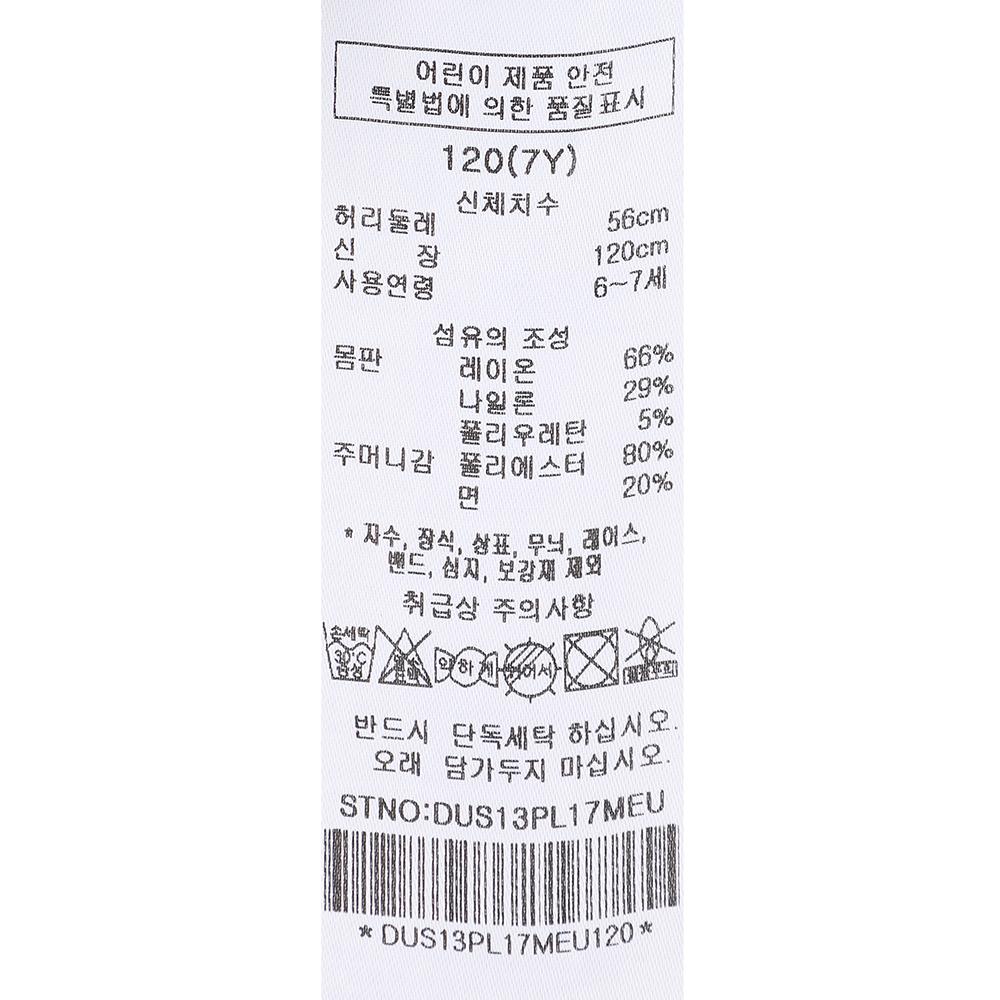 어린이 제품 안전
특별법에 의한 품질표시
120(7Y)
신체치수
허리둘레 56cm
신 장 120cm
사용연령 6~7세
섬유의 조성
몸판 레이온 66%
나일론 29%
폴리우레탄 5%
주머니감 폴리에스터 80%
면 20%
* 자수, 장식, 상표, 무늬, 레이스,
밴드, 심지, 보강재 제외
취급상 주의사항
손세탁 30°C 중성
약하게
뉘어서
반드시 단독세탁 하십시오.
오래 담가두지 마십시오.
STNO:DUS13PL17MEU
*DUS13PL17MEU120*